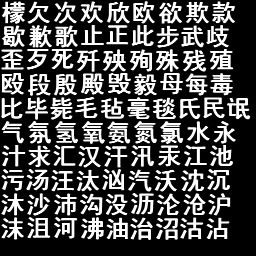 檬欠次欢欣欧欲欺款
歇歉歌止正此步武歧
歪歹死歼殃殉殊残殖
殴段殷殿毁毅母每毒
比毕毙毛毡毫毯氏民氓
气氛氢氧氨氮氯水永
汁求汇汉汗汛汞江池
污汤汪汰汹汽沃沈沉
沐沙沛沟没沥沦沧沪
沫沮河沸油治沼沽沾